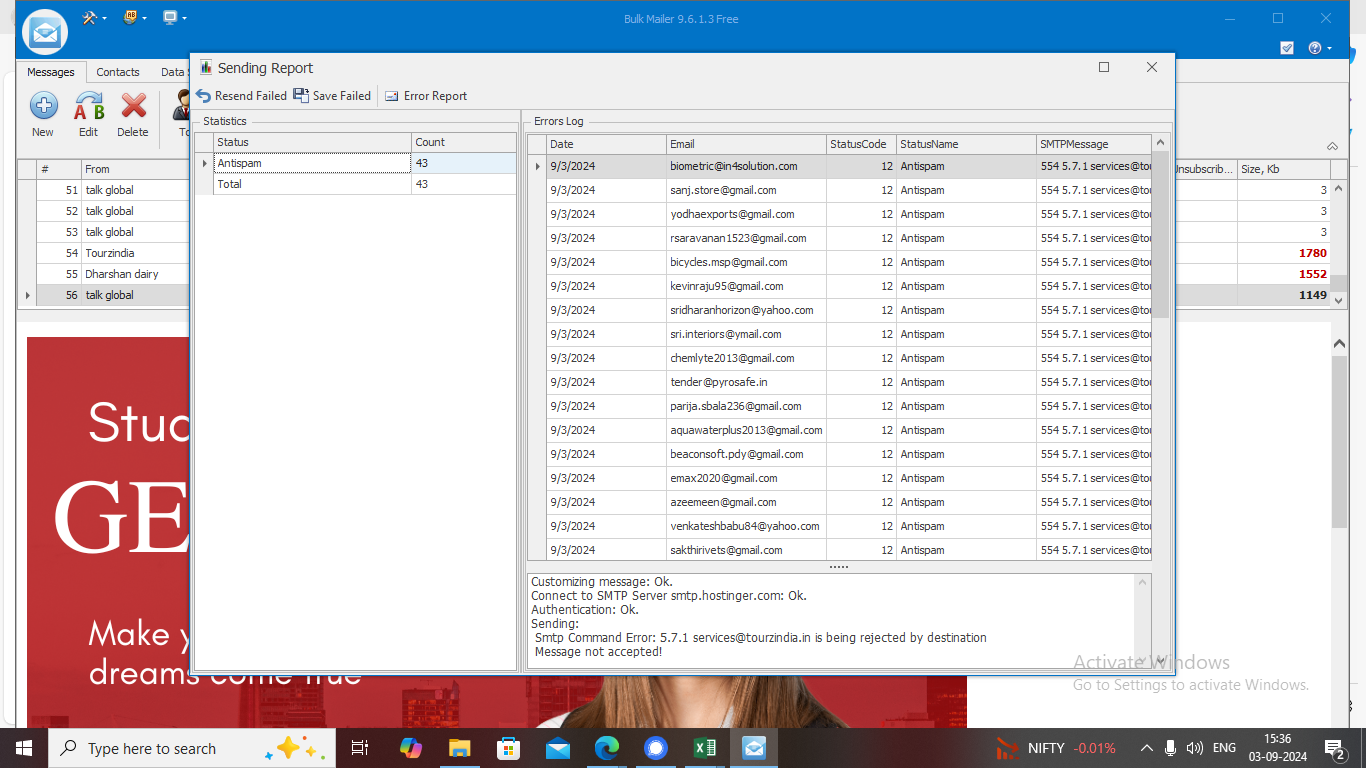 Bulk Mailer 9.6.1.3 Free
Messages Contacts Data
Sending Report
Resend Failed Save Failed Error Report
New Edit Delete To
Statistics
Status Count
Antispam 43
Total 43
Errors Log
Date Email StatusCode StatusName SMTPMessage
9/3/2024 biometric@in4solution.com 12 Antispam 554 5.7.1 services@tou
9/3/2024 sanj.store@gmail.com 12 Antispam 554 5.7.1 services@tou
9/3/2024 yodhaexports@gmail.com 12 Antispam 554 5.7.1 services@tou
9/3/2024 rsaravanan1523@gmail.com 12 Antispam 554 5.7.1 services@tou
9/3/2024 bicycles.msp@gmail.com 12 Antispam 554 5.7.1 services@tou
9/3/2024 kevinraju95@gmail.com 12 Antispam 554 5.7.1 services@tou
9/3/2024 sridharanhorizon@yahoo.com 12 Antispam 554 5.7.1 services@tou
9/3/2024 sri.interiors@ymail.com 12 Antispam 554 5.7.1 services@tou
9/3/2024 chemlyte2013@gmail.com 12 Antispam 554 5.7.1 services@tou
9/3/2024 tender@pyrosafe.in 12 Antispam 554 5.7.1 services@tou
9/3/2024 parija.sbala236@gmail.com 12 Antispam 554 5.7.1 services@tou
9/3/2024 aquawaterplus2013@gmail.com 12 Antispam 554 5.7.1 services@tou
9/3/2024 beaconsoft.pdy@gmail.com 12 Antispam 554 5.7.1 services@tou
9/3/2024 emax2020@gmail.com 12 Antispam 554 5.7.1 services@tou
9/3/2024 azeemeen@gmail.com 12 Antispam 554 5.7.1 services@tou
9/3/2024 venkateshbabu84@yahoo.com 12 Antispam 554 5.7.1 services@tou
9/3/2024 sakthirivets@gmail.com 12 Antispam 554 5.7.1 services@tou
Customizing message: Ok.
Connect to SMTP Server smtp.hostinger.com: Ok.
Authentication: Ok.
Sending:
Smtp Command Error: 5.7.1 services@tourzindia.in is being rejected by destination
Message not accepted!
# From
51 talk global
52 talk global
53 talk global
54 Tourzindia
55 Dharshan dairy
56 talk global
Unsubscrib... Size, Kb
3
3
3
1780
1552
1149
Stud
GE
Make y
dreams come true
Activate Windows
Go to Settings to activate Windows.
Type here to search
NIFTY -0.01%
ENG
15:36
03-09-2024
2